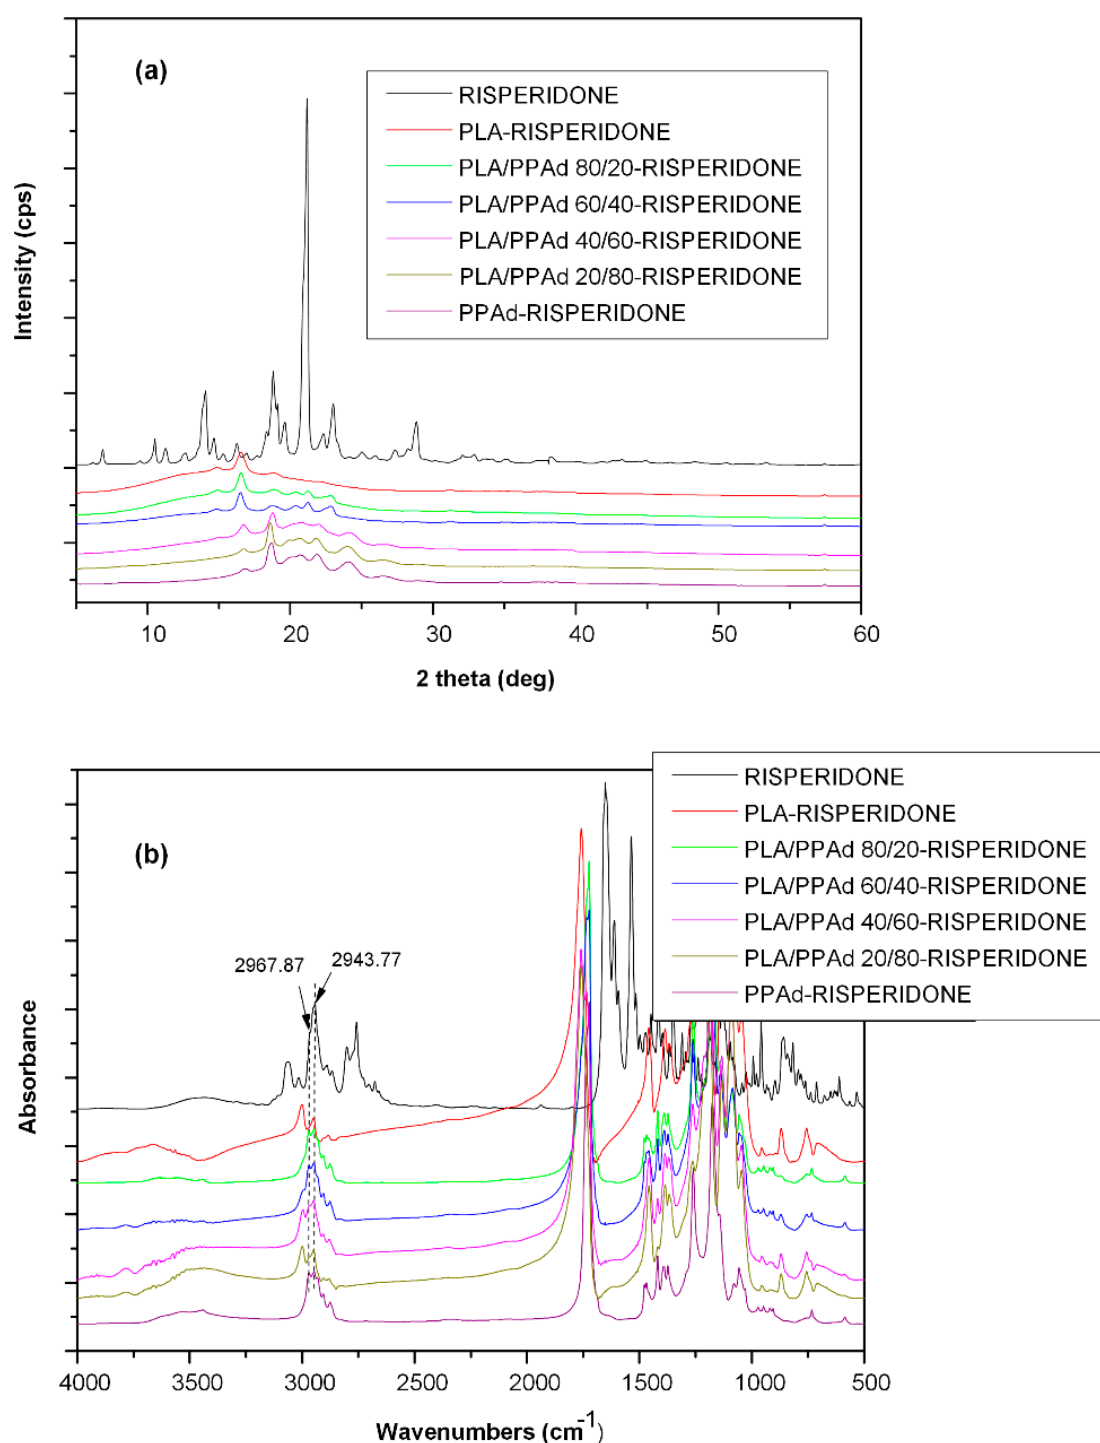 (a)
RISPERIDONE
PLA-RISPERIDONE
PLA/PPAd 80/20-RISPERIDONE
PLA/PPAd 60/40-RISPERIDONE
PLA/PPAd 40/60-RISPERIDONE
PLA/PPAd 20/80-RISPERIDONE
PPAd-RISPERIDONE
Intensity (cps)
10 20 30 40 50 60
2 theta (deg)
(b)
RISPERIDONE
PLA-RISPERIDONE
PLA/PPAd 80/20-RISPERIDONE
PLA/PPAd 60/40-RISPERIDONE
PLA/PPAd 40/60-RISPERIDONE
PLA/PPAd 20/80-RISPERIDONE
PPAd-RISPERIDONE
2967.87 2943.77
Absorbance
4000 3500 3000 2500 2000 1500 1000 500
Wavenumbers (cm-1)